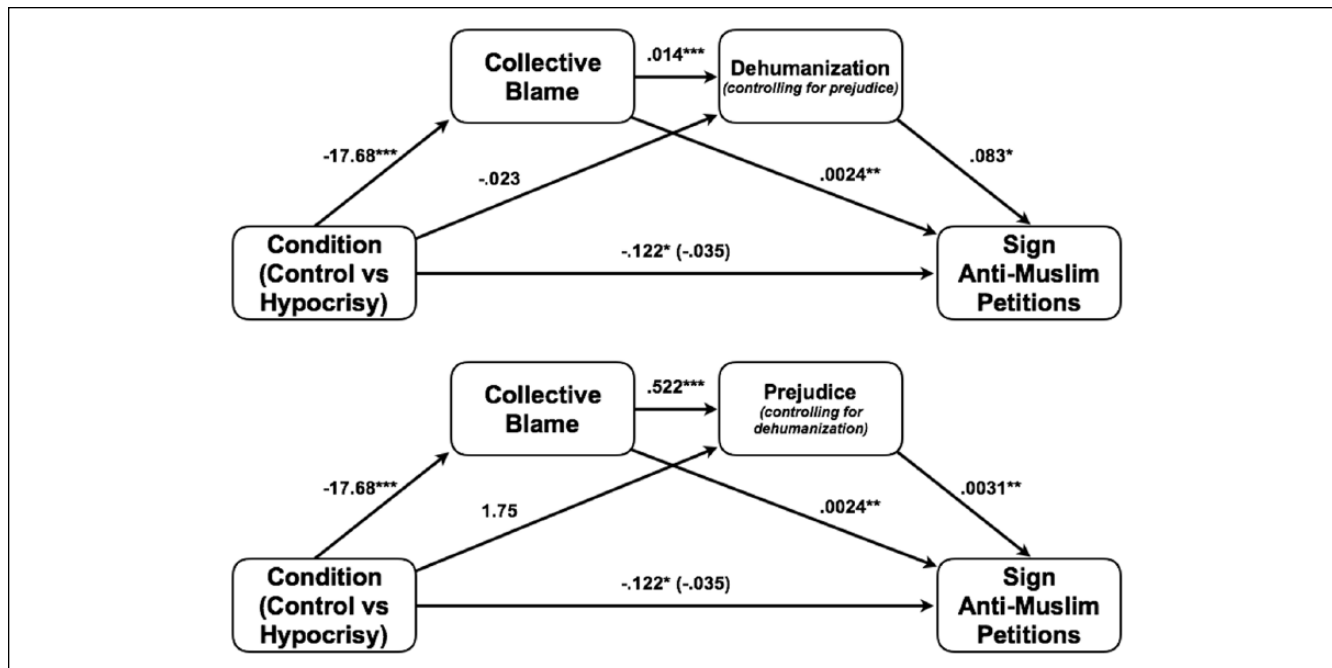 Collective
Blame
.014***
Dehumanization
(controlling for prejudice)
-17.68***
-.023
.0024**
.083*
Condition
(Control vs
Hypocrisy)
-.122* (-.035)
Sign
Anti-Muslim
Petitions
Collective
Blame
.522***
Prejudice
(controlling for
dehumanization)
-17.68***
1.75
.0024**
.0031**
Condition
(Control vs
Hypocrisy)
-.122* (-.035)
Sign
Anti-Muslim
Petitions